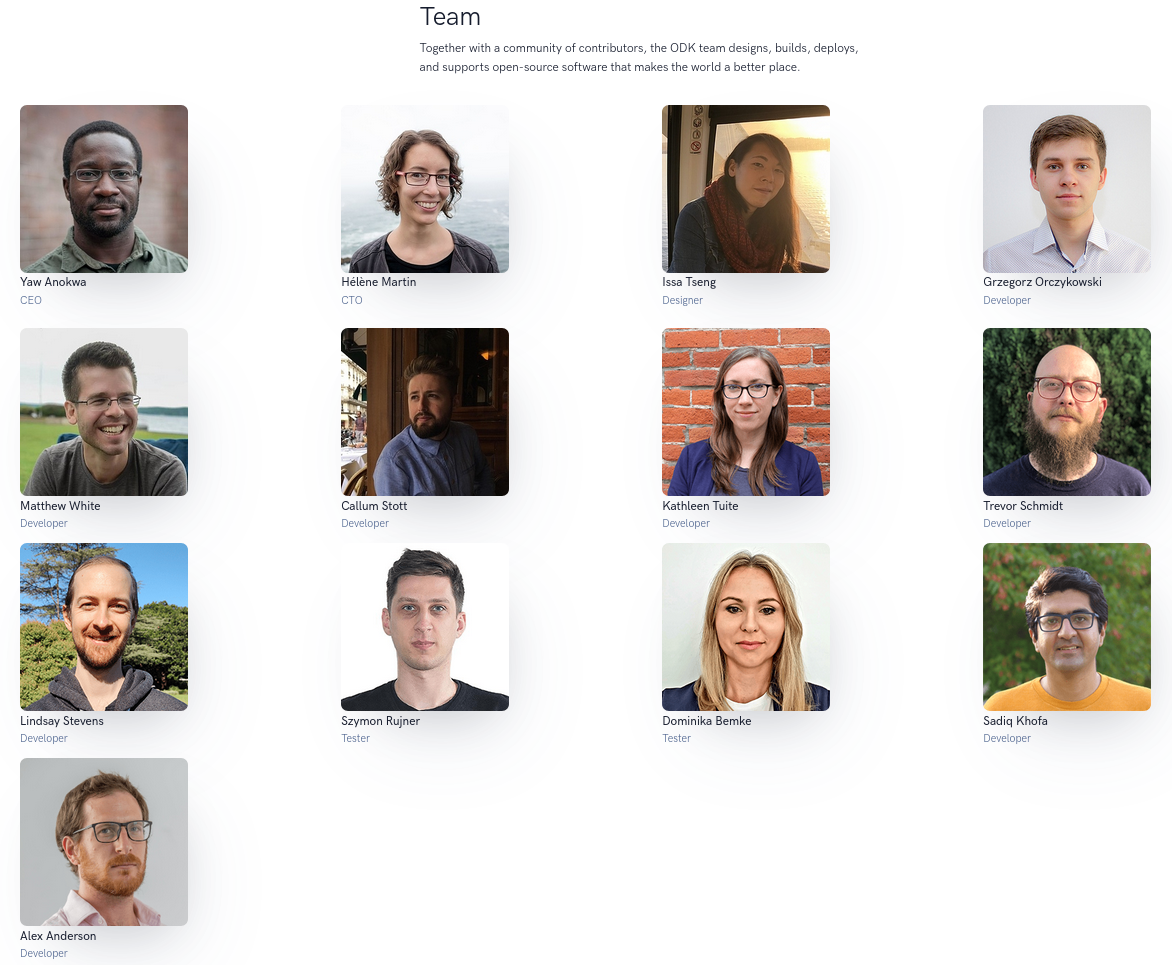 Team
Together with a community of contributors, the ODK team designs, builds, deploys,
and supports open-source software that makes the world a better place.
Yaw Anokwa
CEO
Hélène Martin
CTO
Issa Tseng
Designer
Grzegorz Orczykowski
Developer
Matthew White
Developer
Callum Stott
Developer
Kathleen Tuite
Developer
Trevor Schmidt
Developer
Lindsay Stevens
Developer
Szymon Rujner
Tester
Dominika Bemke
Tester
Sadiq Khofa
Developer
Alex Anderson
Developer